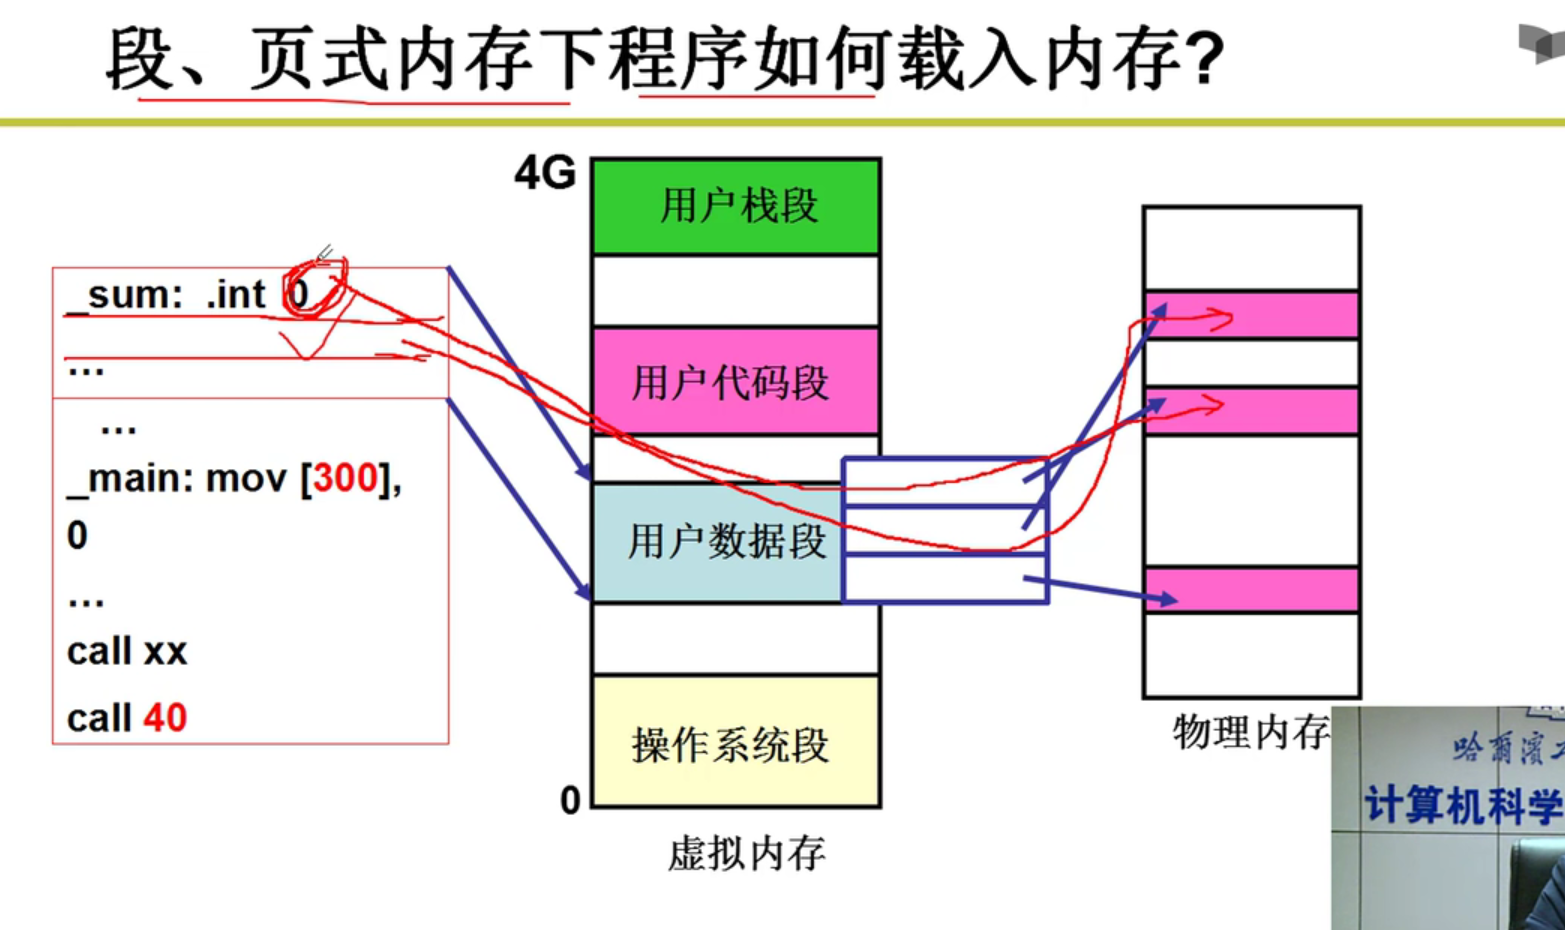 段、页式内存下程序如何载入内存?
4G
用户栈段
用户代码段
用户数据段
操作系统段
0
虚拟内存
_sum: .int 0
...
...
_main: mov [300],
0
...
call xx
call 40
物理内存
哈爾濱
计算机科学